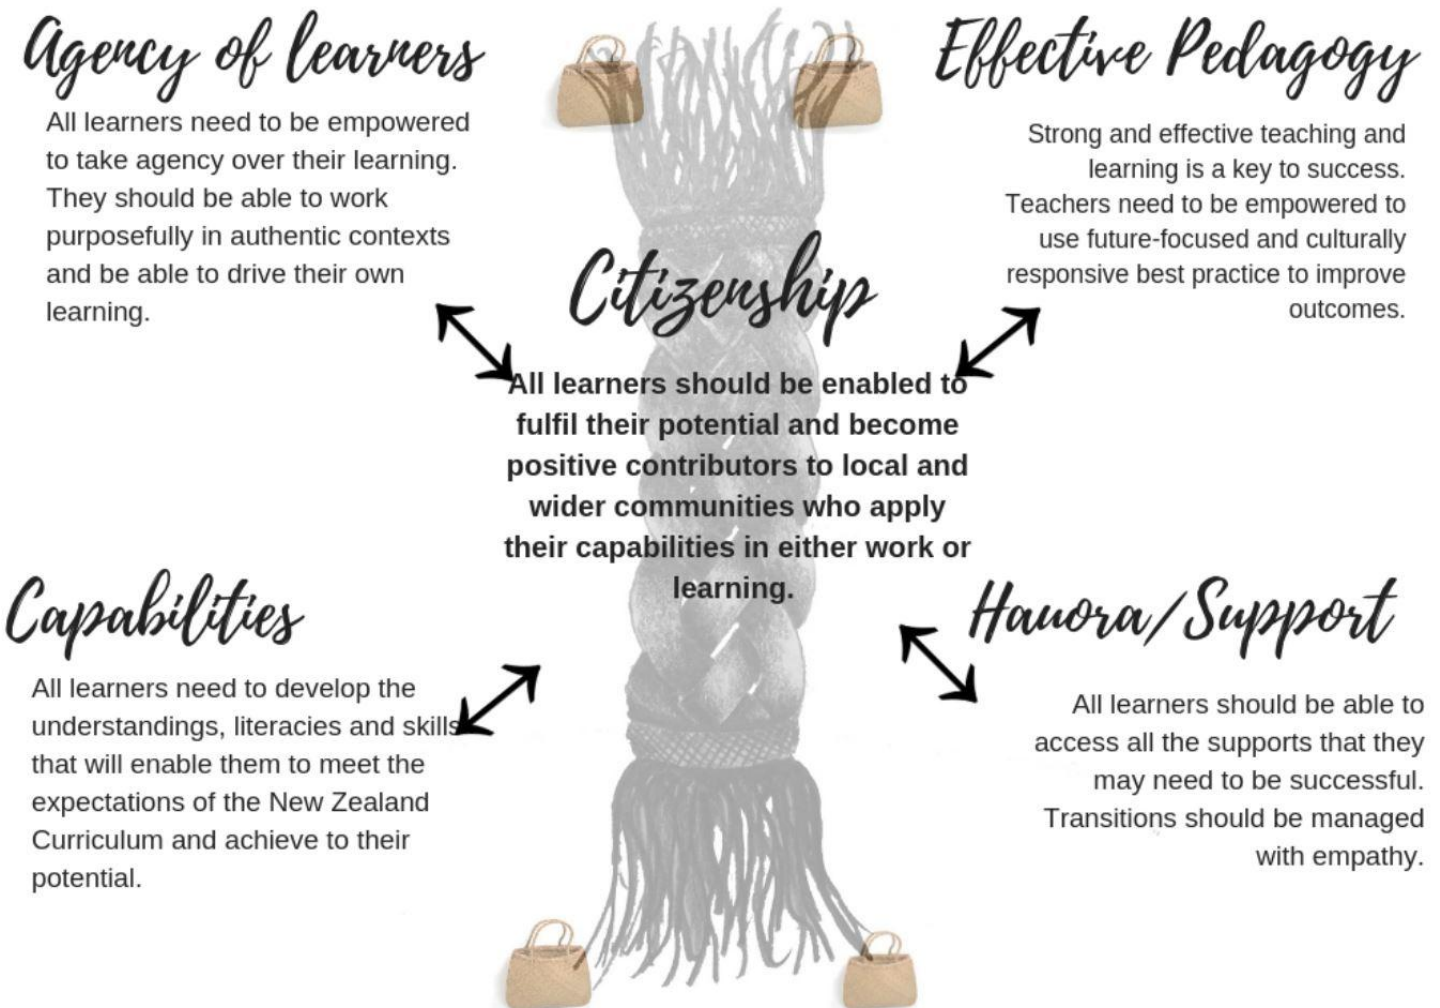 Agency of learners
All learners need to be empowered
to take agency over their learning.
They should be able to work
purposefully in authentic contexts
and be able to drive their own
learning.
Effective Pedagogy
Strong and effective teaching and
learning is a key to success.
Teachers need to be empowered to
use future-focused and culturally
responsive best practice to improve
outcomes.
Citizenship
All learners should be enabled to
fulfil their potential and become
positive contributors to local and
wider communities who apply
their capabilities in either work or
learning.
Capabilities
All learners need to develop the
understandings, literacies and skills
that will enable them to meet the
expectations of the New Zealand
Curriculum and achieve to their
potential.
Hauora/Support
All learners should be able to
access all the supports that they
may need to be successful.
Transitions should be managed
with empathy.